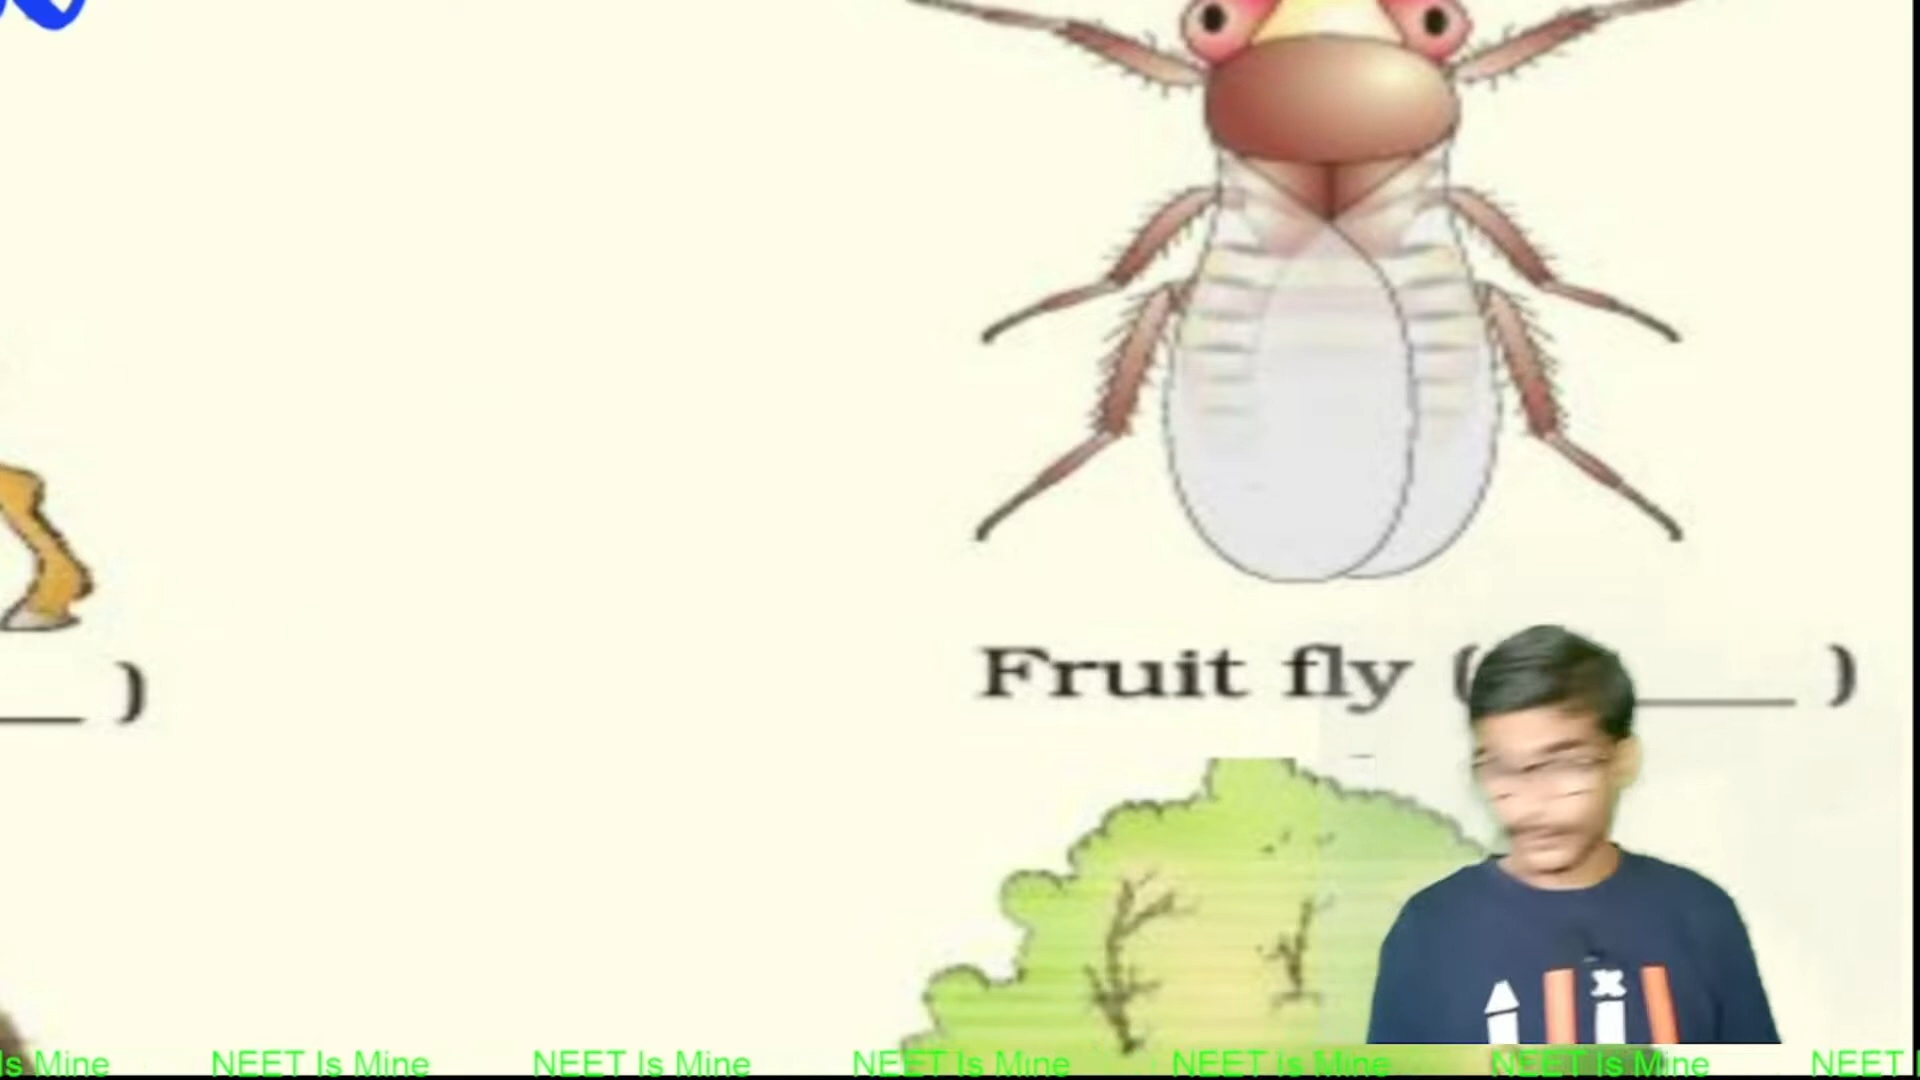 )
Fruit fly ( ____ )
Is Mine NEET Is Mine NEET Is Mine NEET Is Mine NEET Is Mine NEET Is Mine NEET